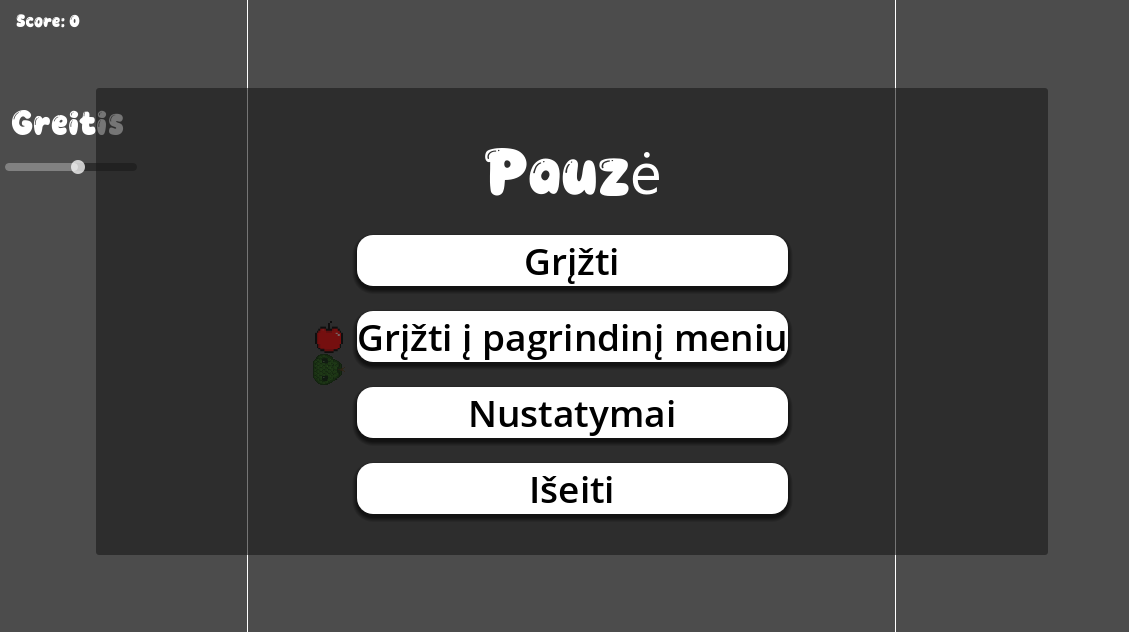 Score: 0
Greitis
Pauzė
Grįžti
Grįžti į pagrindinį meniu
Nustatymai
Išeiti